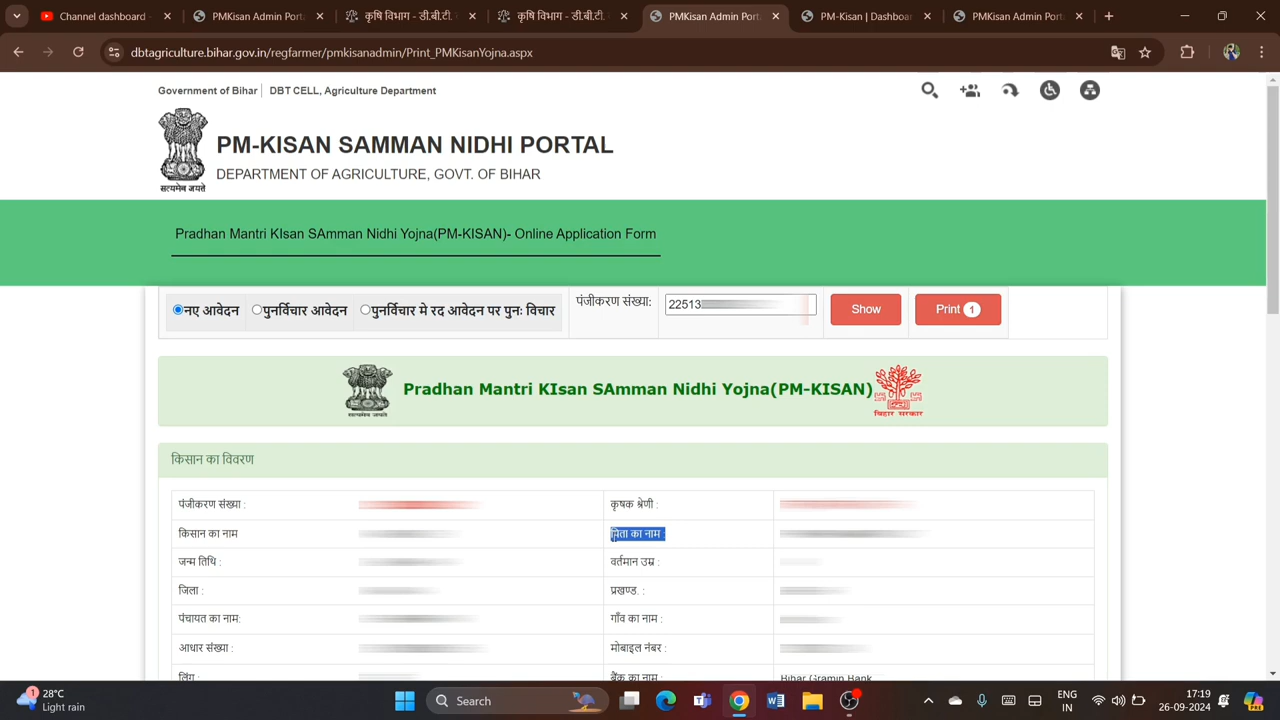 Channel dashboard
PMKisan Admin Port
कृषि विभाग - डी.बी.टी.
कृषि विभाग - डी.बी.टी.
PMKisan Admin Port
PM-Kisan | Dashboar
PMKisan Admin Port
dbtagriculture.bihar.gov.in/regfarmer/pmkisanadmin/Print_PMKisanYojna.aspx
Government of Bihar
DBT CELL, Agriculture Department
सत्यमेव जयते
PM-KISAN SAMMAN NIDHI PORTAL
DEPARTMENT OF AGRICULTURE, GOVT. OF BIHAR
Pradhan Mantri KIsan SAmman Nidhi Yojna(PM-KISAN)- Online Application Form
नए आवेदन
पुनर्विचार आवेदन
पुनर्विचार मे रद आवेदन पर पुनः विचार
पंजीकरण संख्या:
22513
Show
Print 1
सत्यमेव जयते
Pradhan Mantri KIsan SAmman Nidhi Yojna(PM-KISAN)
बिहार सरकार
किसान का विवरण
पंजीकरण संख्या :
कृषक श्रेणी :
किसान का नाम
पिता का नाम :
जन्म तिथि :
वर्तमान उम्र :
जिला :
प्रखण्ड. :
पंचायत का नाम:
गाँव का नाम :
आधार संख्या :
मोबाइल नंबर :
लिंग :
बैंक का नाम :
Bihar Gramin Bank
1
28°C
Light rain
Search
ENG
IN
17:19
26-09-2024